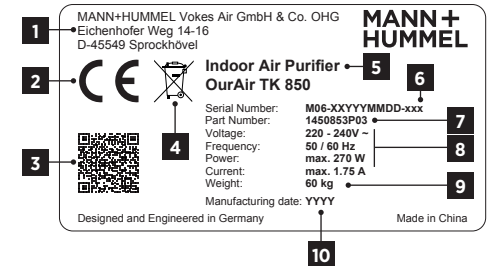 MANN+HUMMEL Vokes Air GmbH & Co. OHG
Eichenhofer Weg 14-16
D-45549 Sprockhövel
MANN+
HUMMEL
1
2
CE
3
4
Indoor Air Purifier
OurAir TK 850
5
6
Serial Number: M06-XXYYYYMMDD-xxx
Part Number: 1450853P03
7
Voltage: 220 - 240V ~
Frequency: 50 / 60 Hz
8
Power: max. 270 W
Current: max. 1.75 A
Weight: 60 kg
9
Manufacturing date: YYYY
Designed and Engineered in Germany
Made in China
10